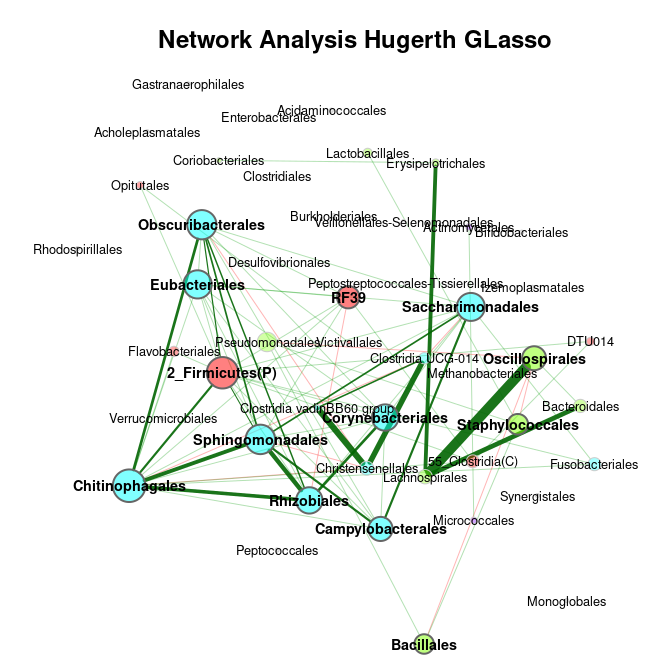 Network Analysis Hugerth GLasso
Gastranaerophilales
Acidaminococcales
Enterobacterales
Acholeplasmatales
Lactobacillales
Coriobacteriales
Erysipelotrichales
Clostridiales
Opitutales
Burkholderiales
Obscuribacterales
Veillonellales-Selenomonadales
Actinomycetales
Bifidobacteriales
Rhodospirillales
Desulfovibrionales
Eubacteriales
Peptostreptococcales-Tissierellales
Izemoplasmatales
RF39
Saccharimonadales
Pseudomonadales
Victivallales
DTU014
Flavobacteriales
Clostridia UCG-014
Oscillospirales
2_Firmicutes(P)
Methanobacteriales
Clostridia vadinBB60 group
Bacteroidales
Verrucomicrobiales
Corynebacteriales
Staphylococcales
Sphingomonadales
55_Clostridia(C)
Fusobacteriales
Christensenellales
Lachnospirales
Chitinophagales
Rhizobiales
Synergistales
Micrococcales
Campylobacterales
Peptococcales
Monoglobales
Bacillales